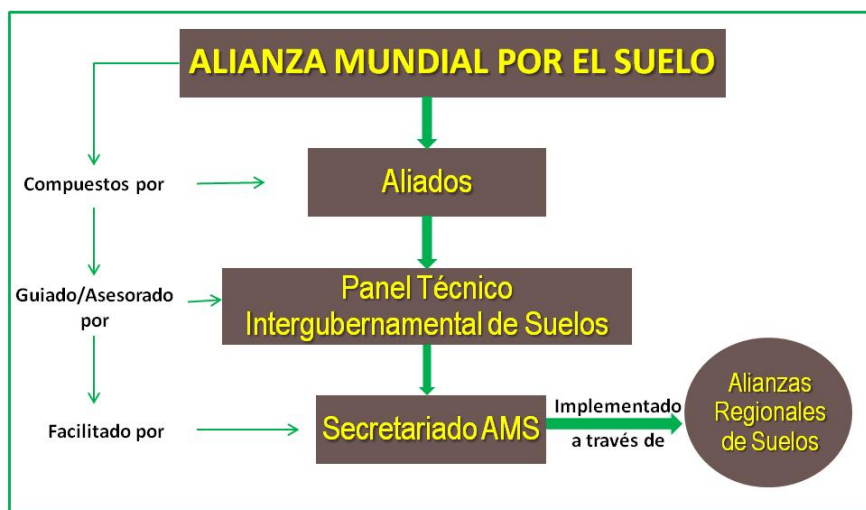 ALIANZA MUNDIAL POR EL SUELO
Compuestos por
Aliados
Guiado/Asesorado
por
Panel Técnico
Intergubernamental de Suelos
Facilitado por
Secretariado AMS
Implementado
a través de
Alianzas
Regionales
de Suelos